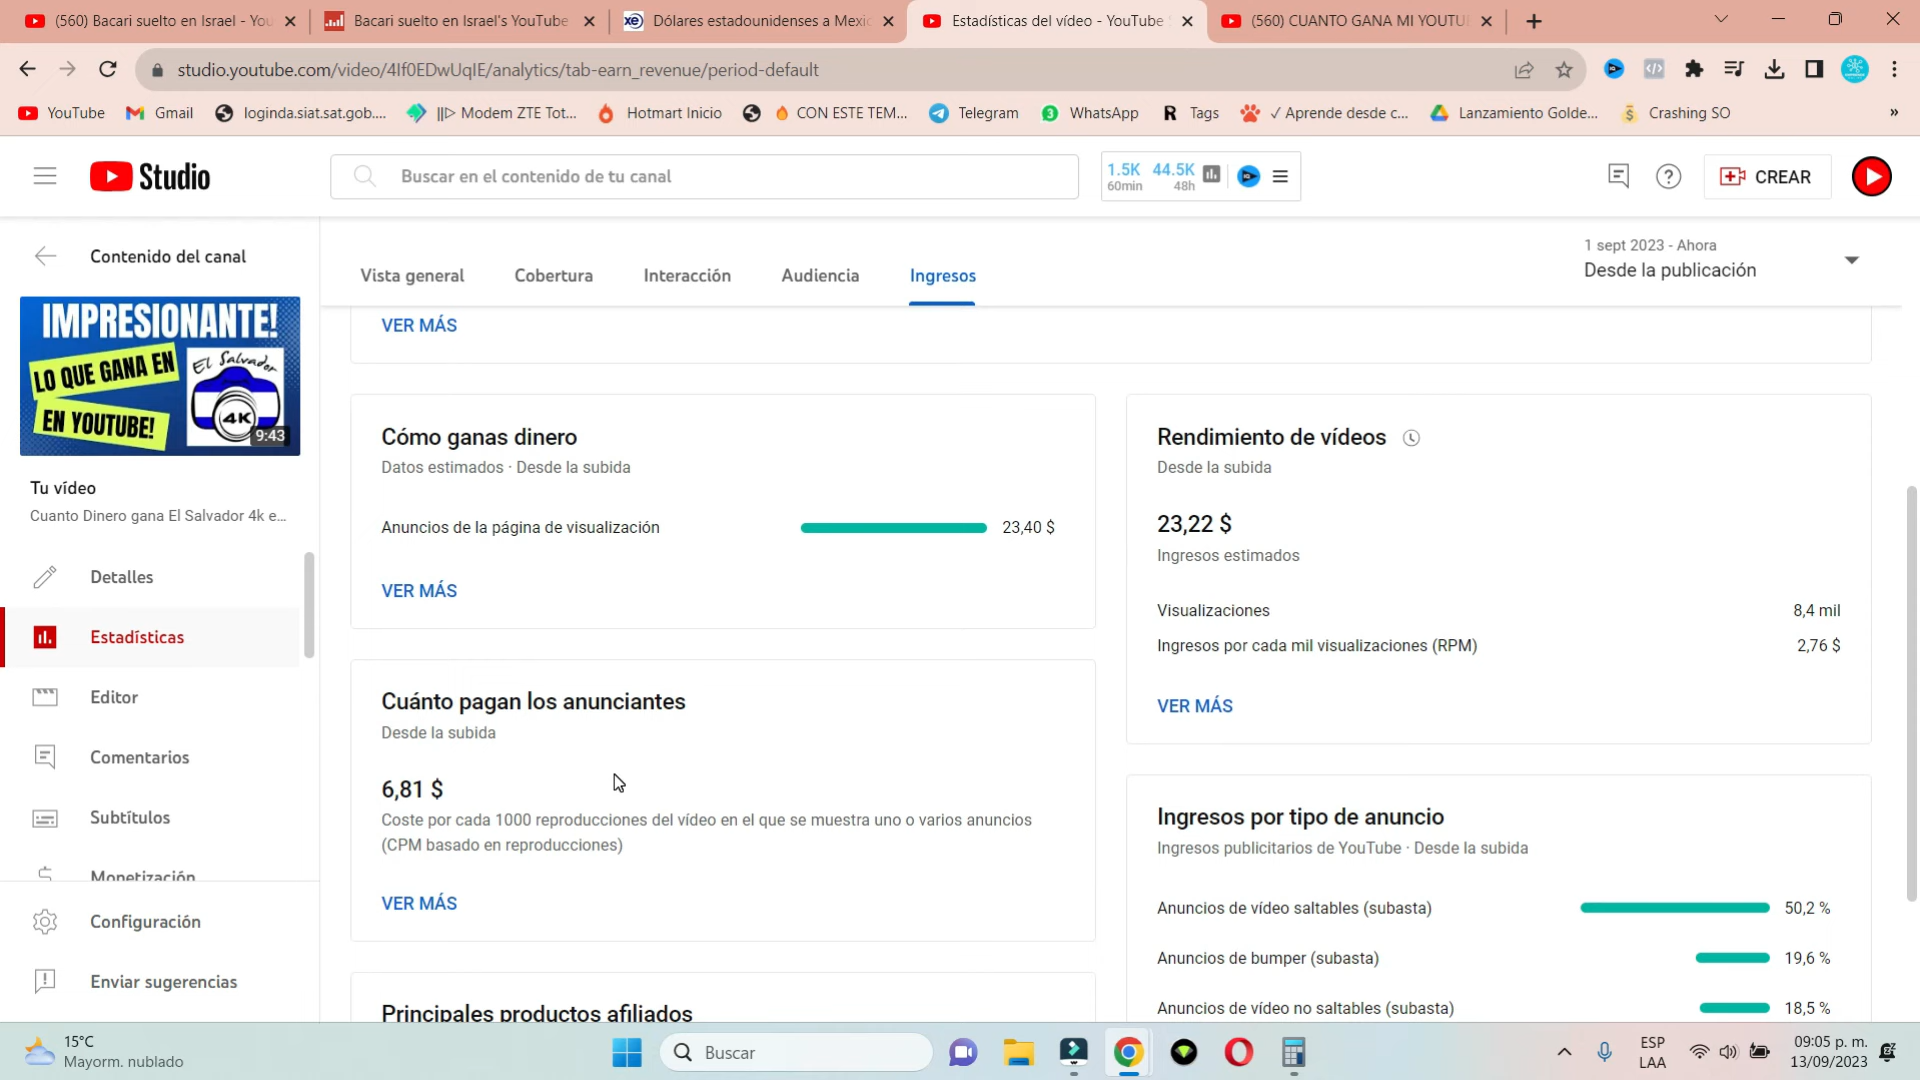 (560) Bacari suelto en Israel - You
Bacari suelto en Israel's YouTube
Dólares estadounidenses a Mexic
Estadísticas del vídeo - YouTube S
(560) CUANTO GANA MI YOUTU
studio.youtube.com/video/4If0EDwUqIE/analytics/tab-earn_revenue/period-default
YouTube
Gmail
loginda.siat.sat.gob....
||▷ Modem ZTE Tot...
Hotmart Inicio
CON ESTE TEM...
Telegram
3
WhatsApp
R
Tags
✓ Aprende desde c...
Lanzamiento Golde...
Crashing SO
»
Studio
Buscar en el contenido de tu canal
1.5K 44.5K
60min 48h
CREAR
Contenido del canal
Vista general
Cobertura
Interacción
Audiencia
Ingresos
1 sept 2023 - Ahora
Desde la publicación
IMPRESIONANTE!
LO QUE GANA EN
EN YOUTUBE!
El Salvador
4K
9:43
Tu vídeo
Cuanto Dinero gana El Salvador 4k e...
Detalles
Estadísticas
Editor
Comentarios
Subtítulos
Monetización
Configuración
Enviar sugerencias
VER MÁS
Cómo ganas dinero
Datos estimados · Desde la subida
Anuncios de la página de visualización 23,40 $
VER MÁS
Cuánto pagan los anunciantes
Desde la subida
6,81 $
Coste por cada 1000 reproducciones del vídeo en el que se muestra uno o varios anuncios
(CPM basado en reproducciones)
VER MÁS
Principales productos afiliados
Rendimiento de vídeos
Desde la subida
23,22 $
Ingresos estimados
Visualizaciones 8,4 mil
Ingresos por cada mil visualizaciones (RPM) 2,76 $
VER MÁS
Ingresos por tipo de anuncio
Ingresos publicitarios de YouTube · Desde la subida
Anuncios de vídeo saltables (subasta) 50,2 %
Anuncios de bumper (subasta) 19,6 %
Anuncios de vídeo no saltables (subasta) 18,5 %
15°C
Mayorm. nublado
Buscar
ESP
LAA
09:05 p. m.
13/09/2023